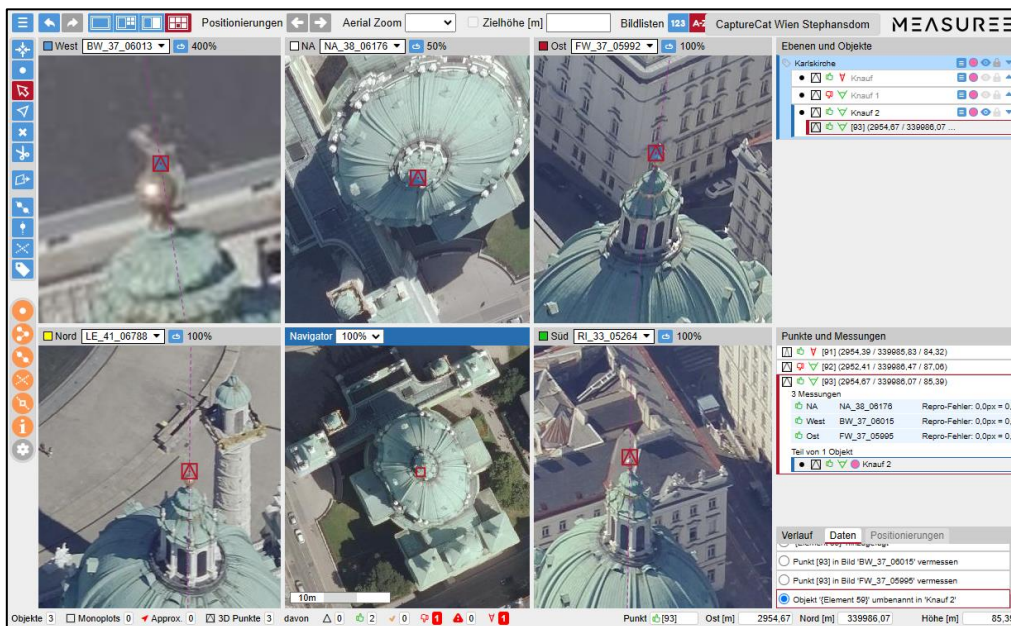 Positionierungen Aerial Zoom Zielhöhe [m] Bildlisten 123 A-Z CaptureCat Wien Stephansdom MEASUREE
West BW_37_06013 400%
NA NA_38_06176 50%
Ost FW_37_05992 100%
Ebenen und Objekte
Karlskirche
Knauf
Knauf 1
Knauf 2
[93] (2954,67 / 339986,07 ...
Nord LE_41_06788 100%
Navigator 100%
10m
Süd RI_33_05264 100%
Punkte und Messungen
[91] (2954,39 / 339985,83 / 84,32)
[92] (2952,41 / 339986,47 / 87,06)
[93] (2954,67 / 339986,07 / 85,39)
3 Messungen
NA NA_38_06176 Repro-Fehler: 0,0px = 0,
West BW_37_06015 Repro-Fehler: 0,0px = 0,
Ost FW_37_05995 Repro-Fehler: 0,0px = 0,
Teil von 1 Objekt
Knauf 2
Verlauf Daten Positionierungen
Punkt [93] in Bild 'BW_37_06015' vermessen
Punkt [93] in Bild 'FW_37_05995' vermessen
Objekt '{Element 59}' umbenannt in 'Knauf 2'
Objekte 3 Monoplots 0 Approx. 0 3D Punkte 3 davon 0 2 0 1 0 1 Punkt [93] Ost [m] 2954,67 Nord [m] 339986,07 Höhe [m] 85,39